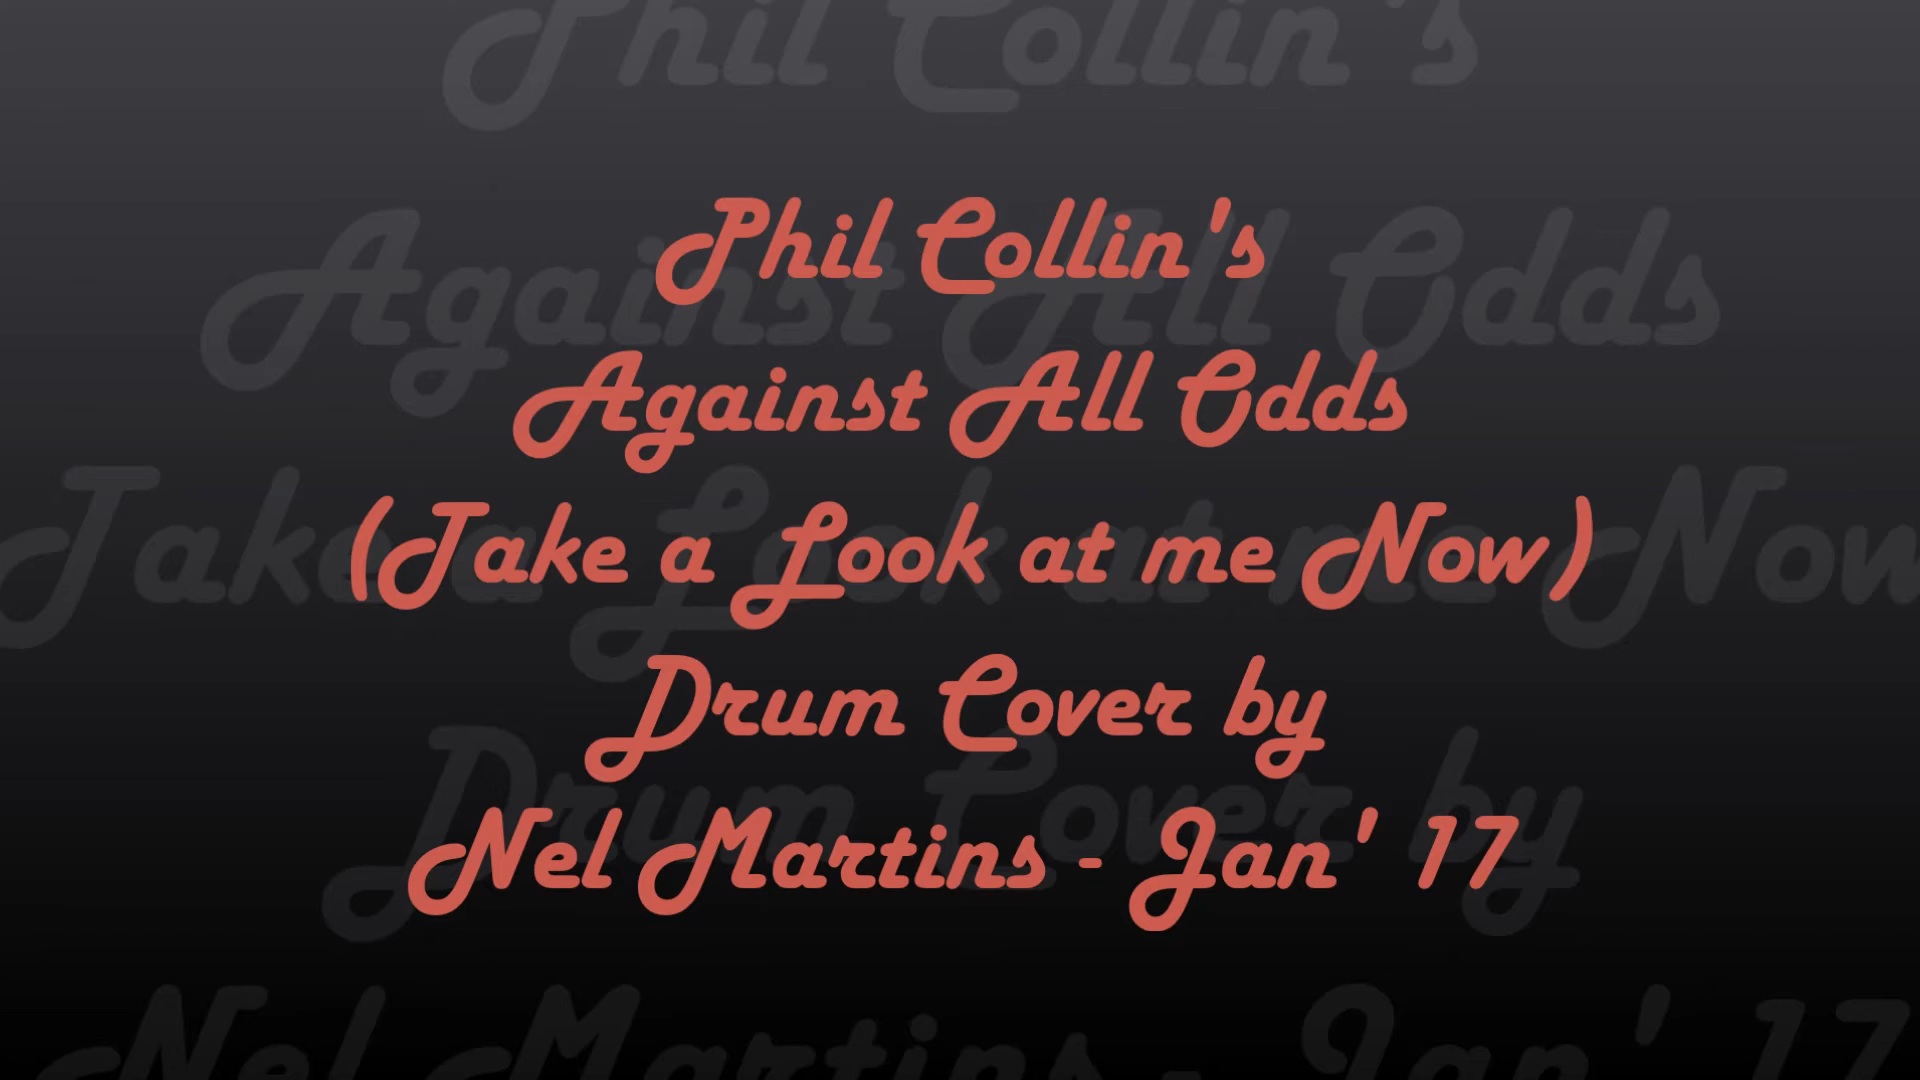 Phil Collin's
Against All Odds
(Take a Look at me Now)
Drum Cover by
Nel Martins - Jan' 17